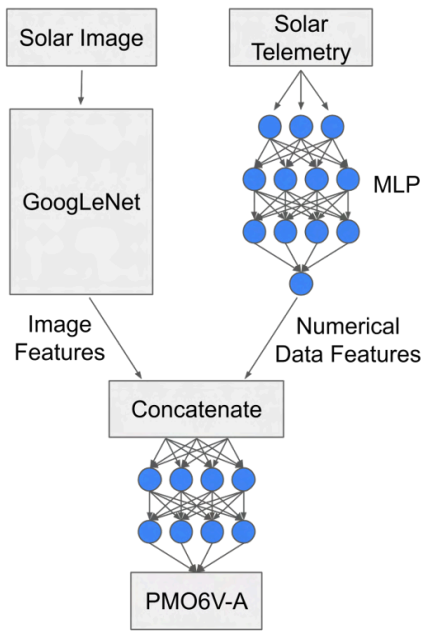 Solar Image
Solar
Telemetry
GoogLeNet
MLP
Image
Features
Numerical
Data Features
Concatenate
PMO6V-A